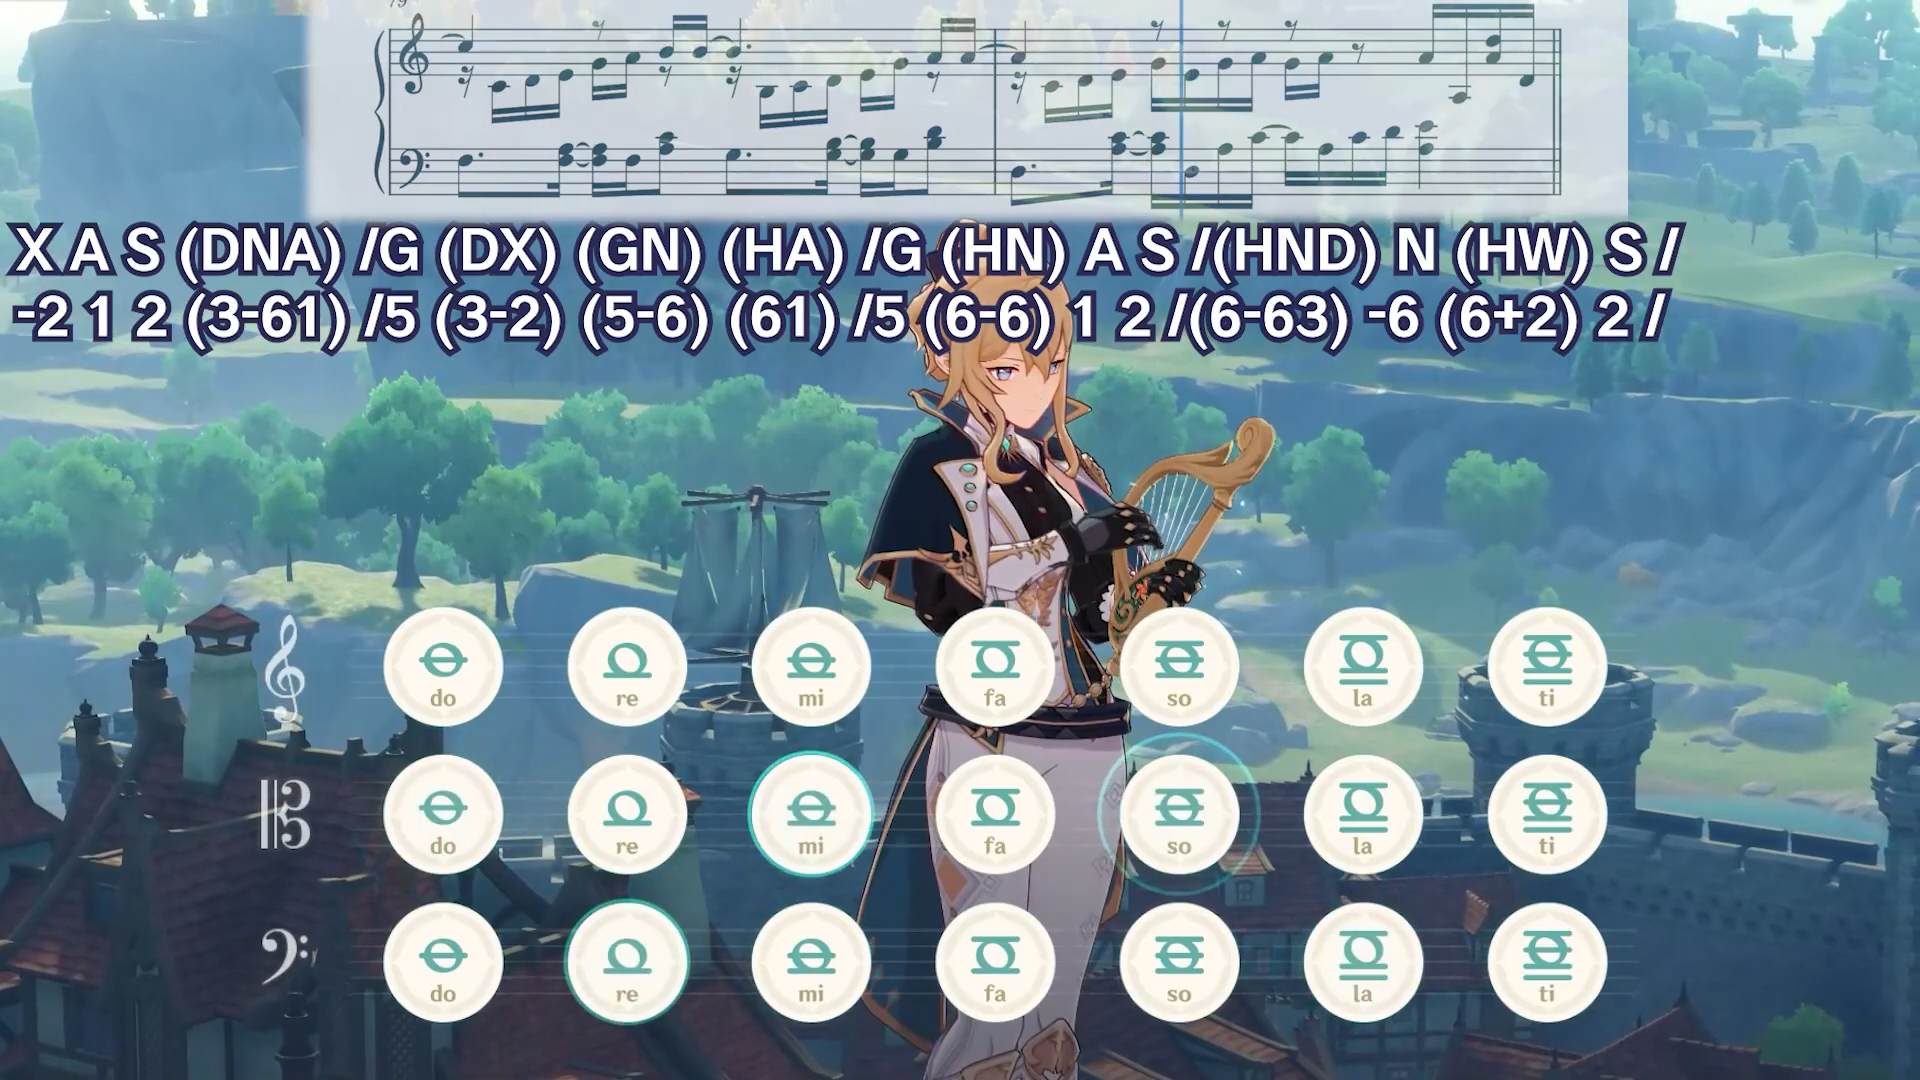 79
X A S (DNA) /G (DX) (GN) (HA) /G (HN) A S /(HND) N (HW) S /
-2 1 2 (3-61) /5 (3-2) (5-6) (61) /5 (6-6) 1 2 /(6-63) -6 (6+2) 2 /
do re mi fa so la ti
do re mi fa so la ti
do re mi fa so la ti